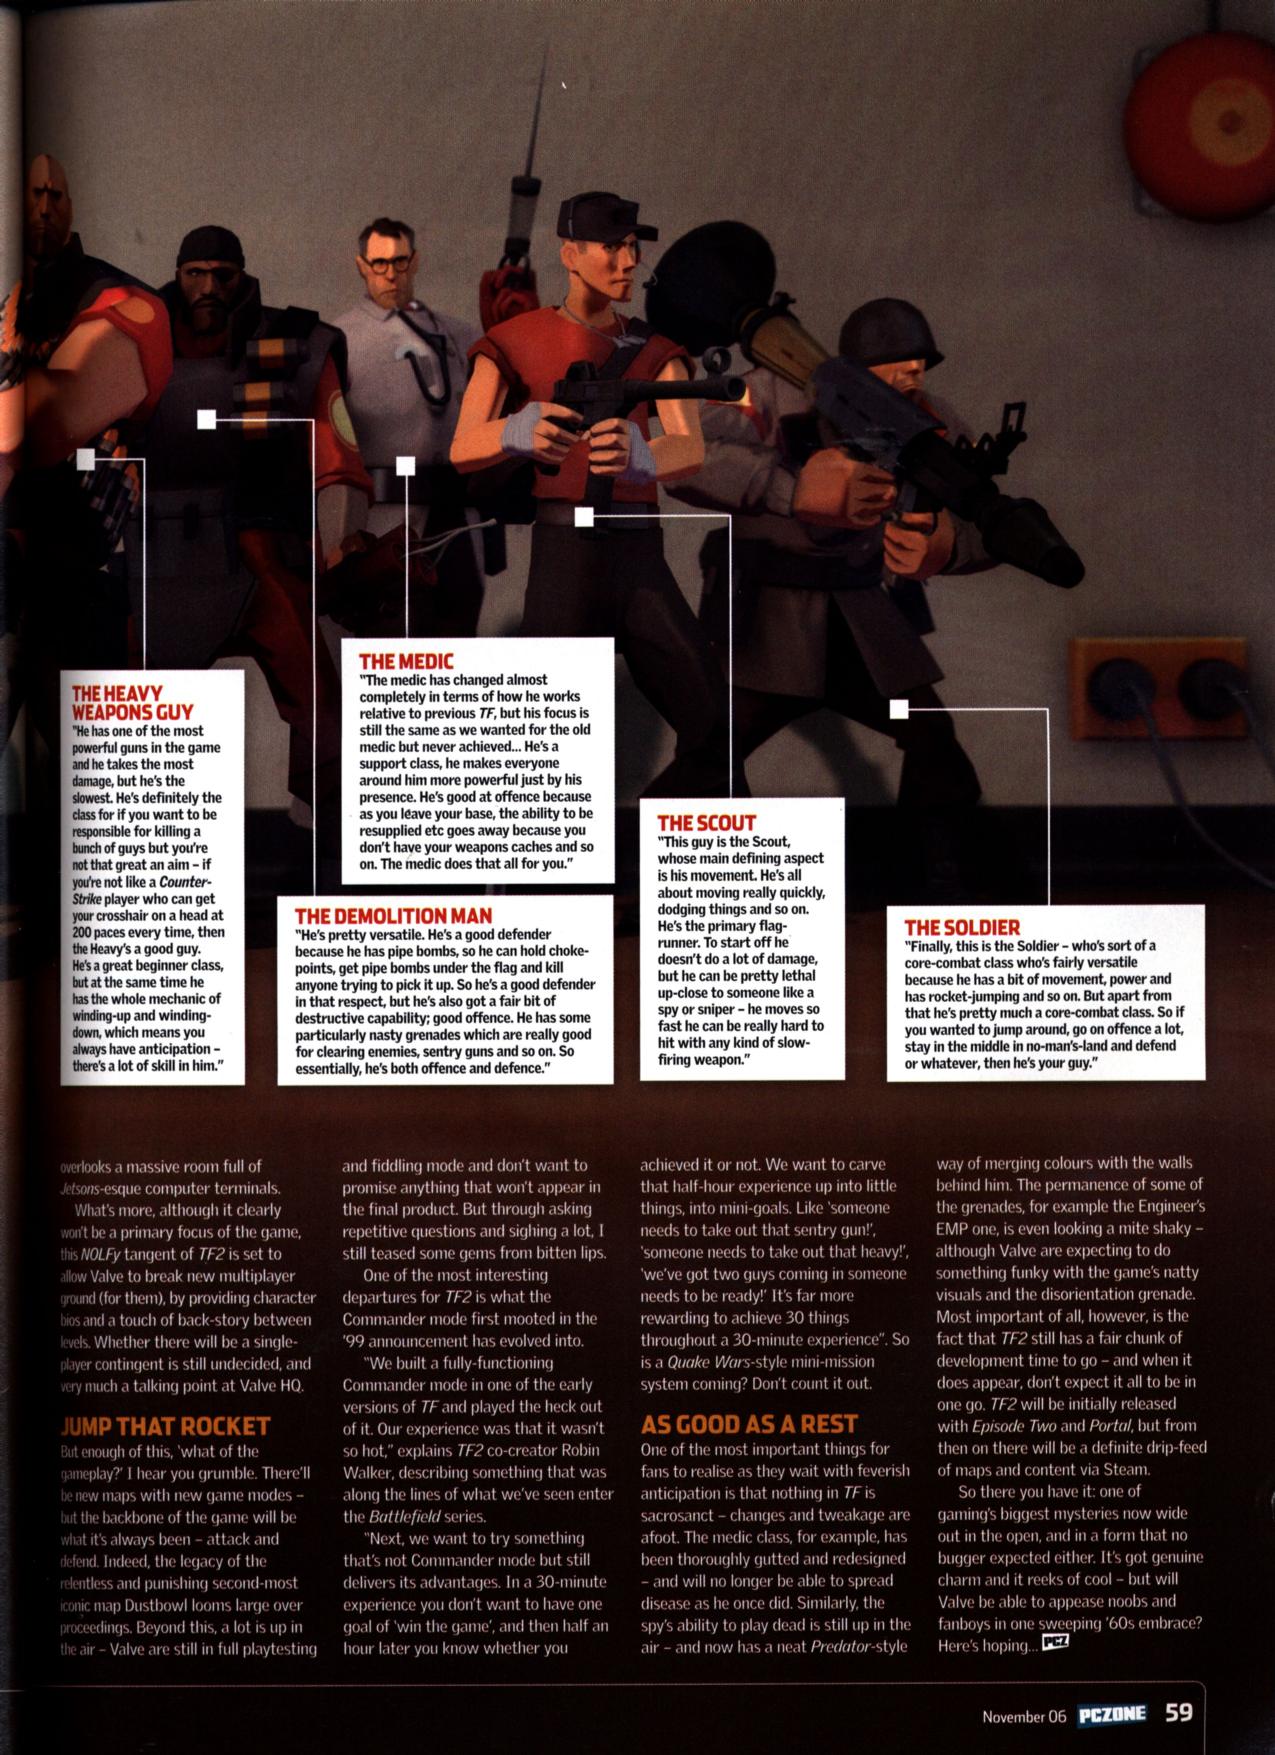 THE HEAVY
WEAPONS GUY
"He has one of the most
powerful guns in the game
and he takes the most
damage, but he's the
slowest. He's definitely the
class for if you want to be
responsible for killing a
bunch of guys but you're
not that great an aim – if
you're not like a Counter-
Strike player who can get
your crosshair on a head at
200 paces every time, then
the Heavy's a good guy.
He's a great beginner class,
but at the same time he
has the whole mechanic of
winding-up and winding-
down, which means you
always have anticipation –
there's a lot of skill in him."
THE DEMOLITION MAN
"He's pretty versatile. He's a good defender
because he has pipe bombs, so he can hold choke-
points, get pipe bombs under the flag and kill
anyone trying to pick it up. So he's a good defender
in that respect, but he's also got a fair bit of
destructive capability; good offence. He has some
particularly nasty grenades which are really good
for clearing enemies, sentry guns and so on. So
essentially, he's both offence and defence."
THE MEDIC
"The medic has changed almost
completely in terms of how he works
relative to previous TF, but his focus is
still the same as we wanted for the old
medic but never achieved... He's a
support class, he makes everyone
around him more powerful just by his
presence. He's good at offence because
as you leave your base, the ability to be
resupplied etc goes away because you
don't have your weapons caches and so
on. The medic does that all for you."
THE SCOUT
"This guy is the Scout,
whose main defining aspect
is his movement. He's all
about moving really quickly,
dodging things and so on.
He's the primary flag-
runner. To start off he
doesn't do a lot of damage,
but he can be pretty lethal
up-close to someone like a
spy or sniper – he moves so
fast he can be really hard to
hit with any kind of slow-
firing weapon."
THE SOLDIER
"Finally, this is the Soldier – who's sort of a
core-combat class who's fairly versatile
because he has a bit of movement, power and
has rocket-jumping and so on. But apart from
that he's pretty much a core-combat class. So if
you wanted to jump around, go on offence a lot,
stay in the middle in no-man's-land and defend
or whatever, then he's your guy."
overlooks a massive room full of
Jetsons-esque computer terminals.
What's more, although it clearly
won't be a primary focus of the game,
this NOLFy tangent of TF2 is set to
allow Valve to break new multiplayer
ground (for them), by providing character
bios and a touch of back-story between
levels. Whether there will be a single-
player contingent is still undecided, and
very much a talking point at Valve HQ.
JUMP THAT ROCKET
But enough of this, 'what of the
gameplay?' I hear you grumble. There'll
be new maps with new game modes –
but the backbone of the game will be
what it's always been – attack and
defend. Indeed, the legacy of the
relentless and punishing second-most
iconic map Dustbowl looms large over
proceedings. Beyond this, a lot is up in
the air – Valve are still in full playtesting
and fiddling mode and don't want to
promise anything that won't appear in
the final product. But through asking
repetitive questions and sighing a lot, I
still teased some gems from bitten lips.
One of the most interesting
departures for TF2 is what the
Commander mode first mooted in the
'99 announcement has evolved into.
"We built a fully-functioning
Commander mode in one of the early
versions of TF and played the heck out
of it. Our experience was that it wasn't
so hot," explains TF2 co-creator Robin
Walker, describing something that was
along the lines of what we've seen enter
the Battlefield series.
"Next, we want to try something
that's not Commander mode but still
delivers its advantages. In a 30-minute
experience you don't want to have one
goal of 'win the game', and then half an
hour later you know whether you
achieved it or not. We want to carve
that half-hour experience up into little
things, into mini-goals. Like 'someone
needs to take out that sentry gun!',
'someone needs to take out that heavy!',
'we've got two guys coming in someone
needs to be ready!' It's far more
rewarding to achieve 30 things
throughout a 30-minute experience". So
is a Quake Wars-style mini-mission
system coming? Don't count it out.
AS GOOD AS A REST
One of the most important things for
fans to realise as they wait with feverish
anticipation is that nothing in TF is
sacrosanct – changes and tweakage are
afoot. The medic class, for example, has
been thoroughly gutted and redesigned
– and will no longer be able to spread
disease as he once did. Similarly, the
spy's ability to play dead is still up in the
air – and now has a neat Predator-style
way of merging colours with the walls
behind him. The permanence of some of
the grenades, for example the Engineer's
EMP one, is even looking a mite shaky –
although Valve are expecting to do
something funky with the game's natty
visuals and the disorientation grenade.
Most important of all, however, is the
fact that TF2 still has a fair chunk of
development time to go – and when it
does appear, don't expect it all to be in
one go. TF2 will be initially released
with Episode Two and Portal, but from
then on there will be a definite drip-feed
of maps and content via Steam.
So there you have it: one of
gaming's biggest mysteries now wide
out in the open, and in a form that no
bugger expected either. It's got genuine
charm and it reeks of cool – but will
Valve be able to appease noobs and
fanboys in one sweeping '60s embrace?
Here's hoping... PCZ
November 06 PCZONE 59